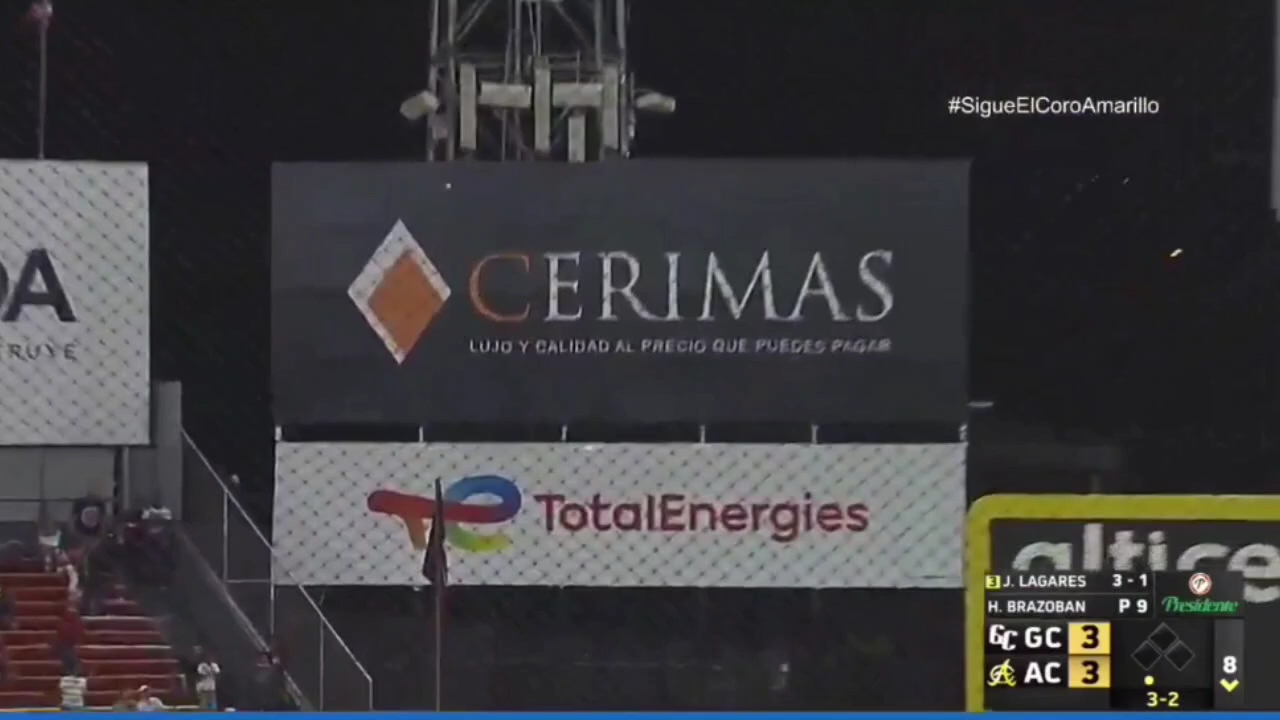 #SigueElCoroAmarillo
CERIMAS
LUJO Y CALIDAD AL PRECIO QUE PUEDES PAGAR
TotalEnergies
altice
3 J. LAGARES 3 - 1
H. BRAZOBAN P 9
Presidente
GC GC 3
AC 3
8
3-2